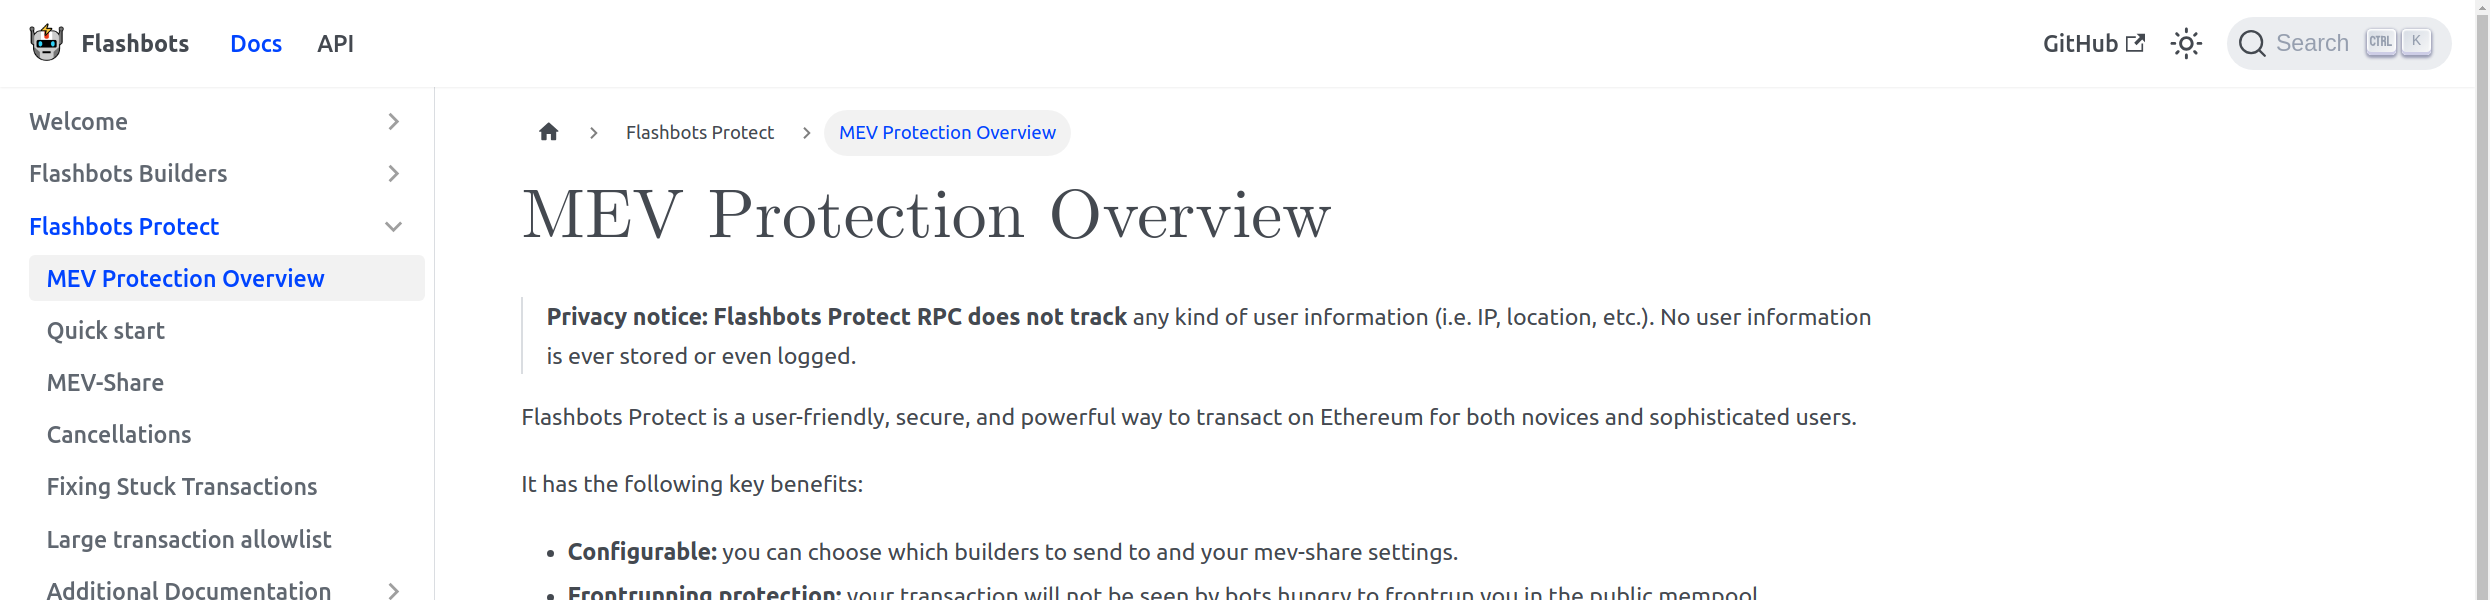 Flashbots Docs API GitHub Search CTRL K
Welcome
Flashbots Builders
Flashbots Protect
MEV Protection Overview
Quick start
MEV-Share
Cancellations
Fixing Stuck Transactions
Large transaction allowlist
Additional Documentation
Flashbots Protect MEV Protection Overview
MEV Protection Overview
Privacy notice: Flashbots Protect RPC does not track any kind of user information (i.e. IP, location, etc.). No user information
is ever stored or even logged.
Flashbots Protect is a user-friendly, secure, and powerful way to transact on Ethereum for both novices and sophisticated users.
It has the following key benefits:
• Configurable: you can choose which builders to send to and your mev-share settings.
• Frontrunning protection: your transaction will not be seen by bots hungry to frontrun you in the public mempool